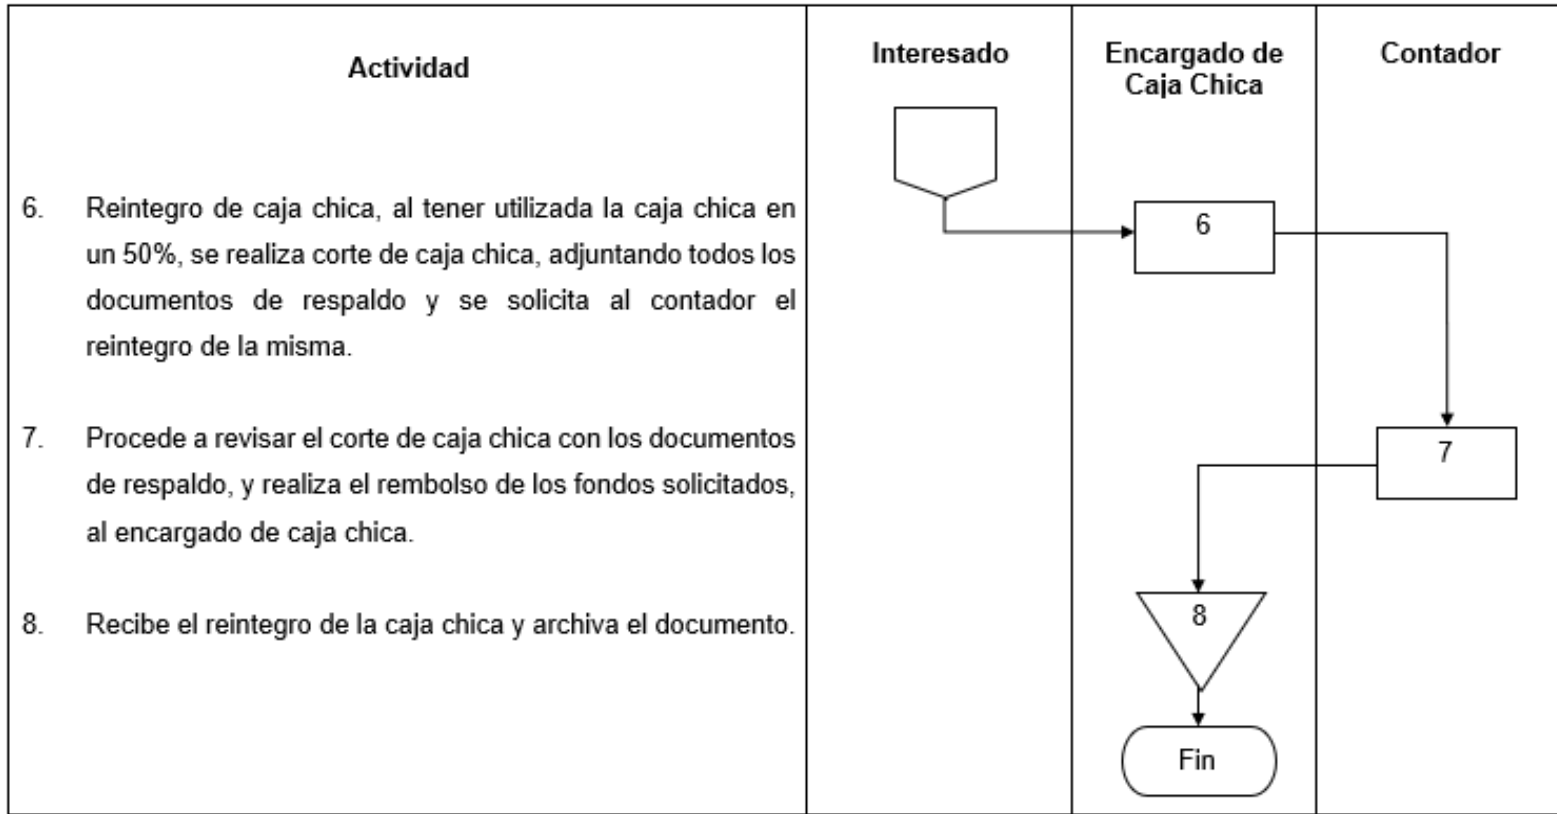 Actividad
Interesado
Encargado de
Caja Chica
Contador
6. Reintegro de caja chica, al tener utilizada la caja chica en
un 50%, se realiza corte de caja chica, adjuntando todos los
documentos de respaldo y se solicita al contador el
reintegro de la misma.
7. Procede a revisar el corte de caja chica con los documentos
de respaldo, y realiza el rembolso de los fondos solicitados,
al encargado de caja chica.
8. Recibe el reintegro de la caja chica y archiva el documento.
6
7
8
Fin